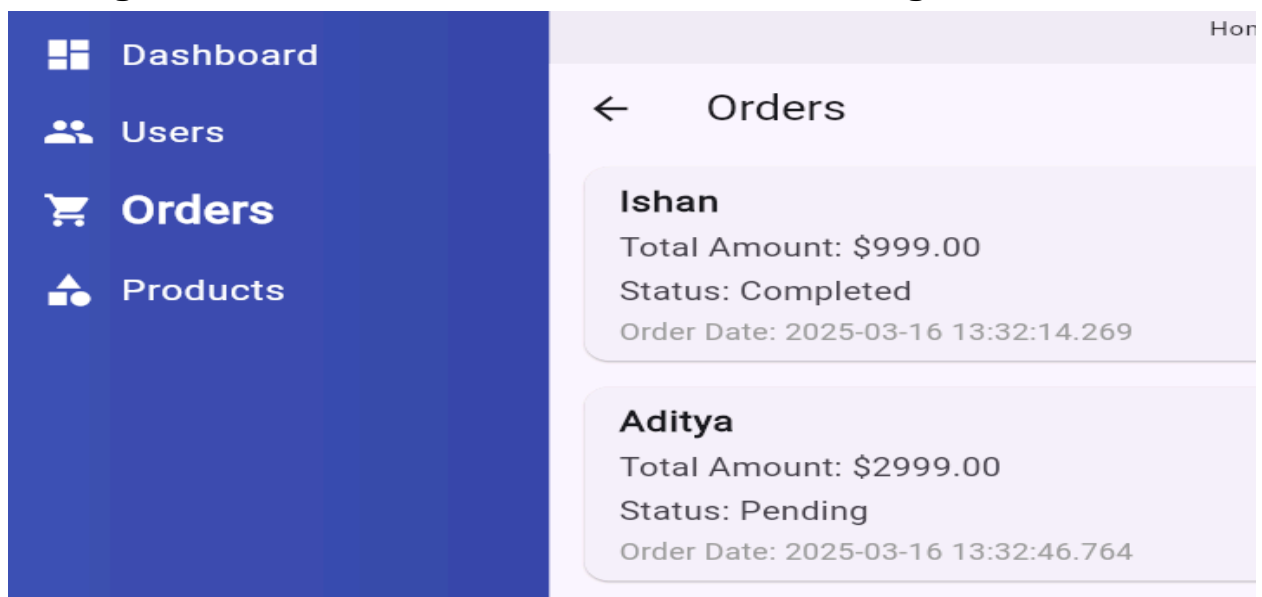 Dashboard
Users
Orders
Products
Orders
Ishan
Total Amount: $999.00
Status: Completed
Order Date: 2025-03-16 13:32:14.269
Aditya
Total Amount: $2999.00
Status: Pending
Order Date: 2025-03-16 13:32:46.764